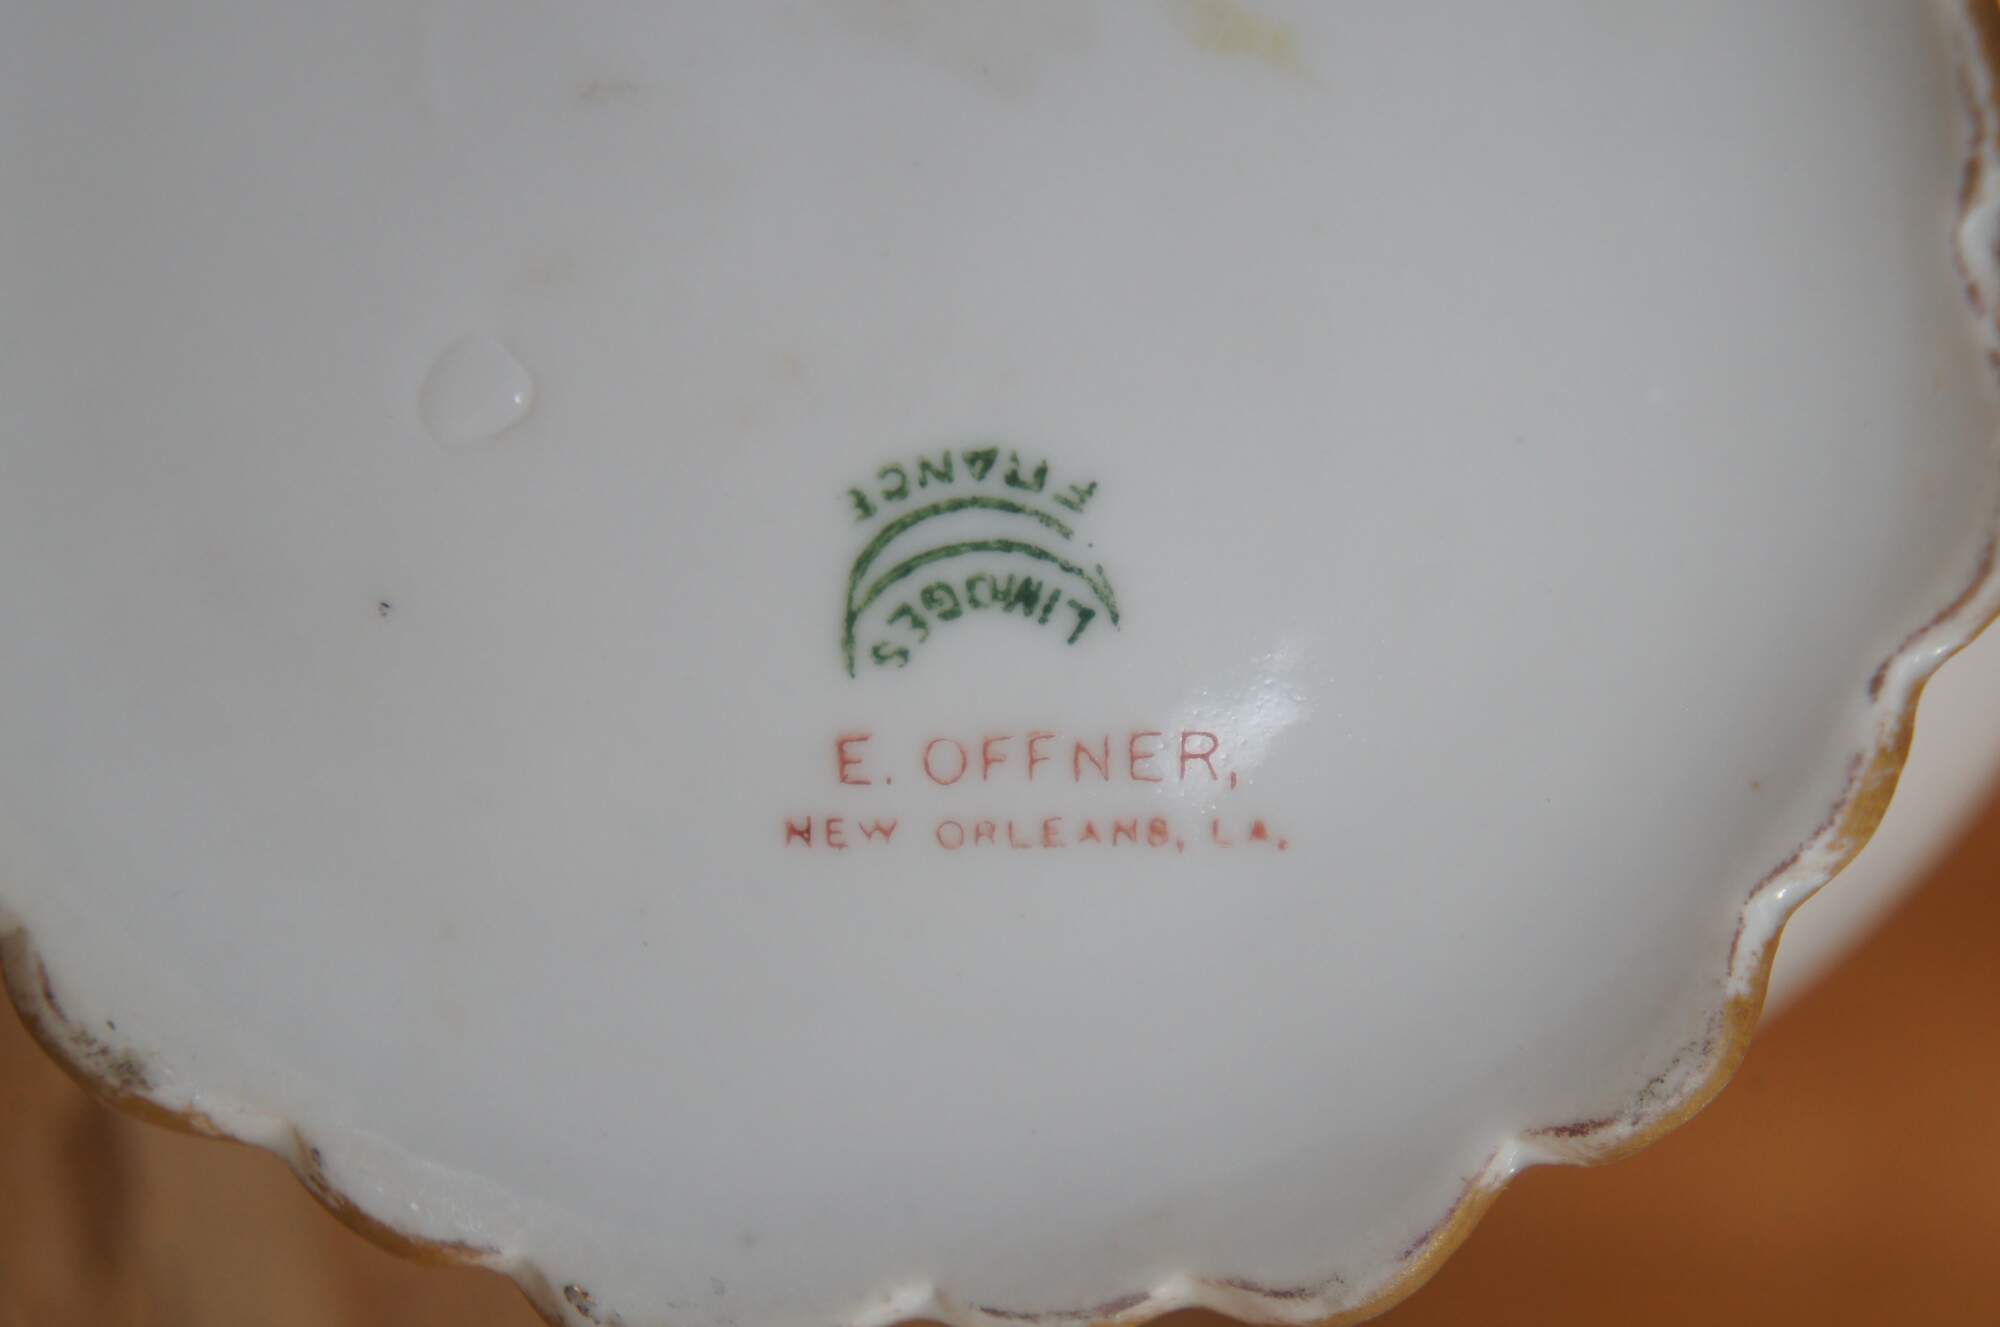 FRANCE
LIMOGES
E. OFFNER,
NEW ORLEANS, LA.